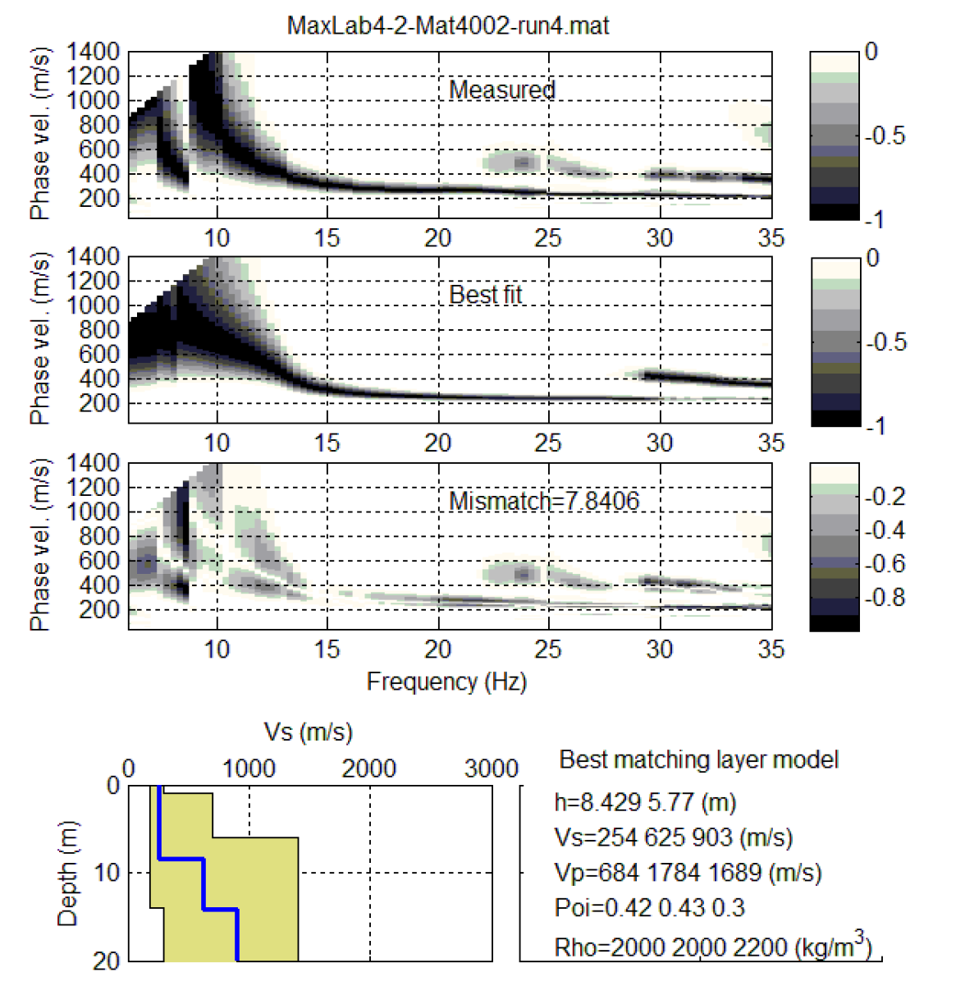 MaxLab4-2-Mat4002-run4.mat
Phase vel. (m/s)
1400
1200
1000
800
600
400
200
Measured
10 15 20 25 30 35
0
-0.5
-1
Phase vel. (m/s)
1400
1200
1000
800
600
400
200
Best fit
10 15 20 25 30 35
0
-0.5
-1
Phase vel. (m/s)
1400
1200
1000
800
600
400
200
Mismatch=7.8406
10 15 20 25 30 35
-0.2
-0.4
-0.6
-0.8
Frequency (Hz)
Vs (m/s)
0 1000 2000 3000
Depth (m)
0
10
20
Best matching layer model
h=8.429 5.77 (m)
Vs=254 625 903 (m/s)
Vp=684 1784 1689 (m/s)
Poi=0.42 0.43 0.3
Rho=2000 2000 2200 (kg/m³)